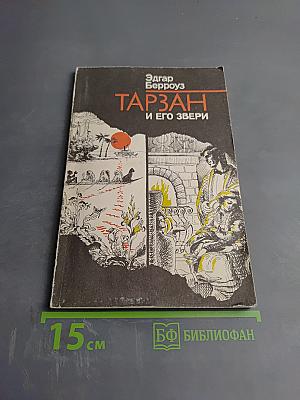 Эдгар
Берроуз
ТАРЗАН
И ЕГО ЗВЕРИ
15 см
БФ БИБЛИОФАН